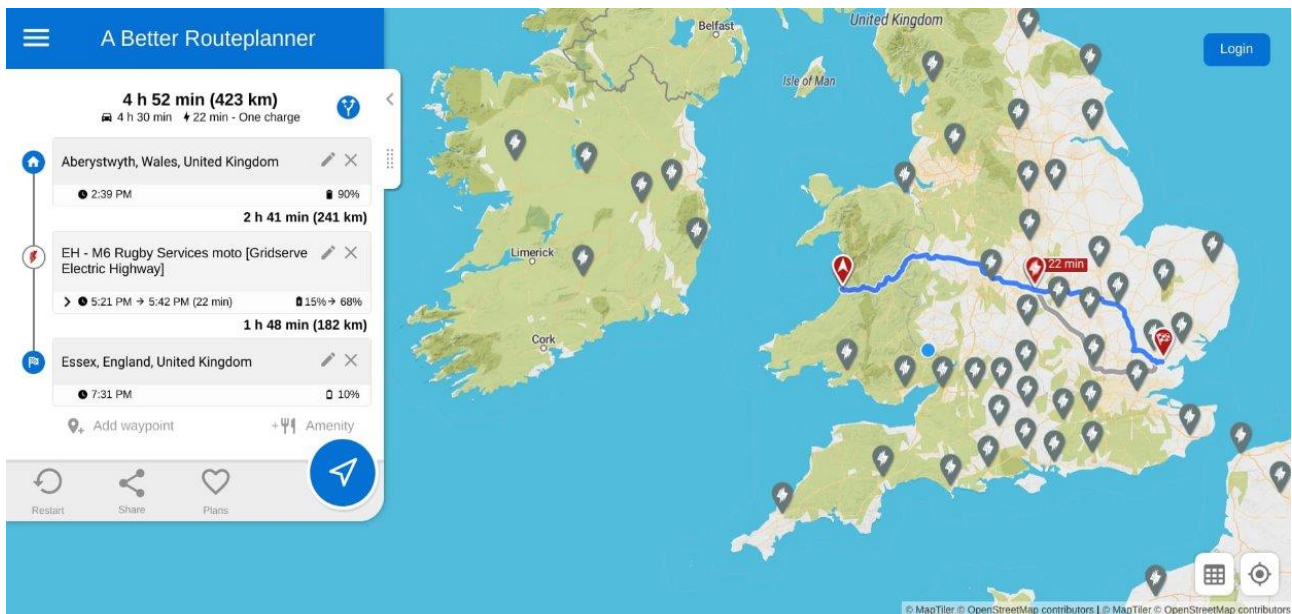 A Better Routeplanner
4 h 52 min (423 km)
4 h 30 min 22 min - One charge
Aberystwyth, Wales, United Kingdom
2:39 PM 90%
2 h 41 min (241 km)
EH - M6 Rugby Services moto [Gridserve
Electric Highway]
5:21 PM → 5:42 PM (22 min) 15% → 68%
1 h 48 min (182 km)
Essex, England, United Kingdom
7:31 PM 10%
Add waypoint + Amenity
Restart Share Plans
Belfast
United Kingdom
Isle of Man
Login
Limerick
Cork
22 min
© MapTiler © OpenStreetMap contributors | © MapTiler © OpenStreetMap contributors